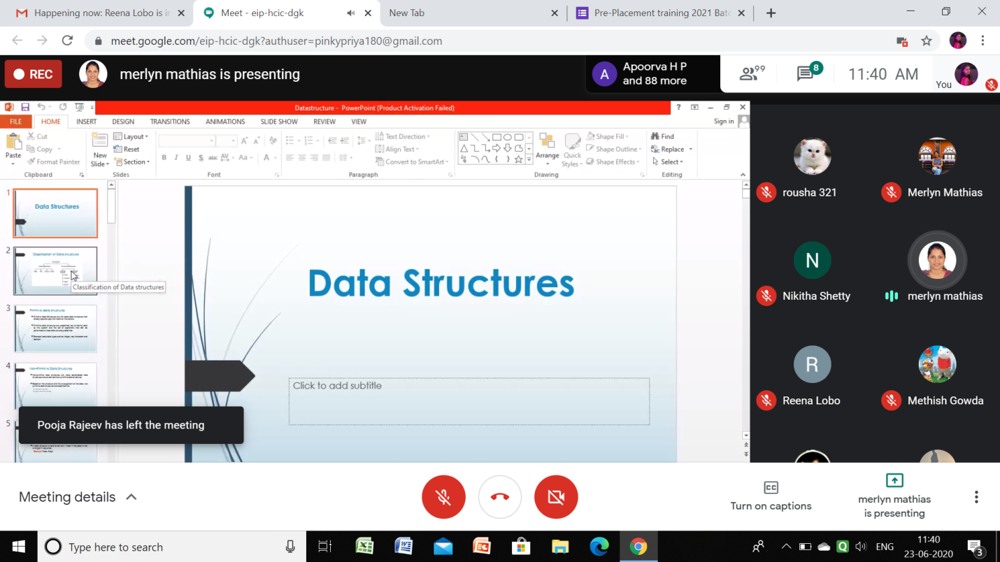 Happening now: Reena Lobo is in
Meet - eip-hcic-dgk
New Tab
Pre-Placement training 2021 Batc
meet.google.com/eip-hcic-dgk?authuser=pinkypriya180@gmail.com
REC
merlyn mathias is presenting
A
Apoorva H P
and 88 more
99
8
11:40 AM
You
Datastructure - PowerPoint (Product Activation Failed)
FILE
HOME
INSERT
DESIGN
TRANSITIONS
ANIMATIONS
SLIDE SHOW
REVIEW
VIEW
Sign in
Paste
Cut
Copy
Format Painter
Clipboard
New
Slide
Layout
Reset
Section
Slides
B I U S abc AV Aa A
Font
Text Direction
Align Text
Convert to SmartArt
Paragraph
Arrange
Quick
Styles
Shape Fill
Shape Outline
Shape Effects
Drawing
Find
Replace
Select
Editing
1
Data Structures
2
Classification of Data structures
Classification of Data structures
3
Primitive Data Structures
4
Non-Primitive Data Structures
5
Data Structures
Click to add subtitle
Pooja Rajeev has left the meeting
rousha 321
Merlyn Mathias
N
Nikitha Shetty
merlyn mathias
R
Reena Lobo
Methish Gowda
Meeting details
CC
Turn on captions
merlyn mathias
is presenting
Type here to search
ENG
11:40
23-06-2020
3